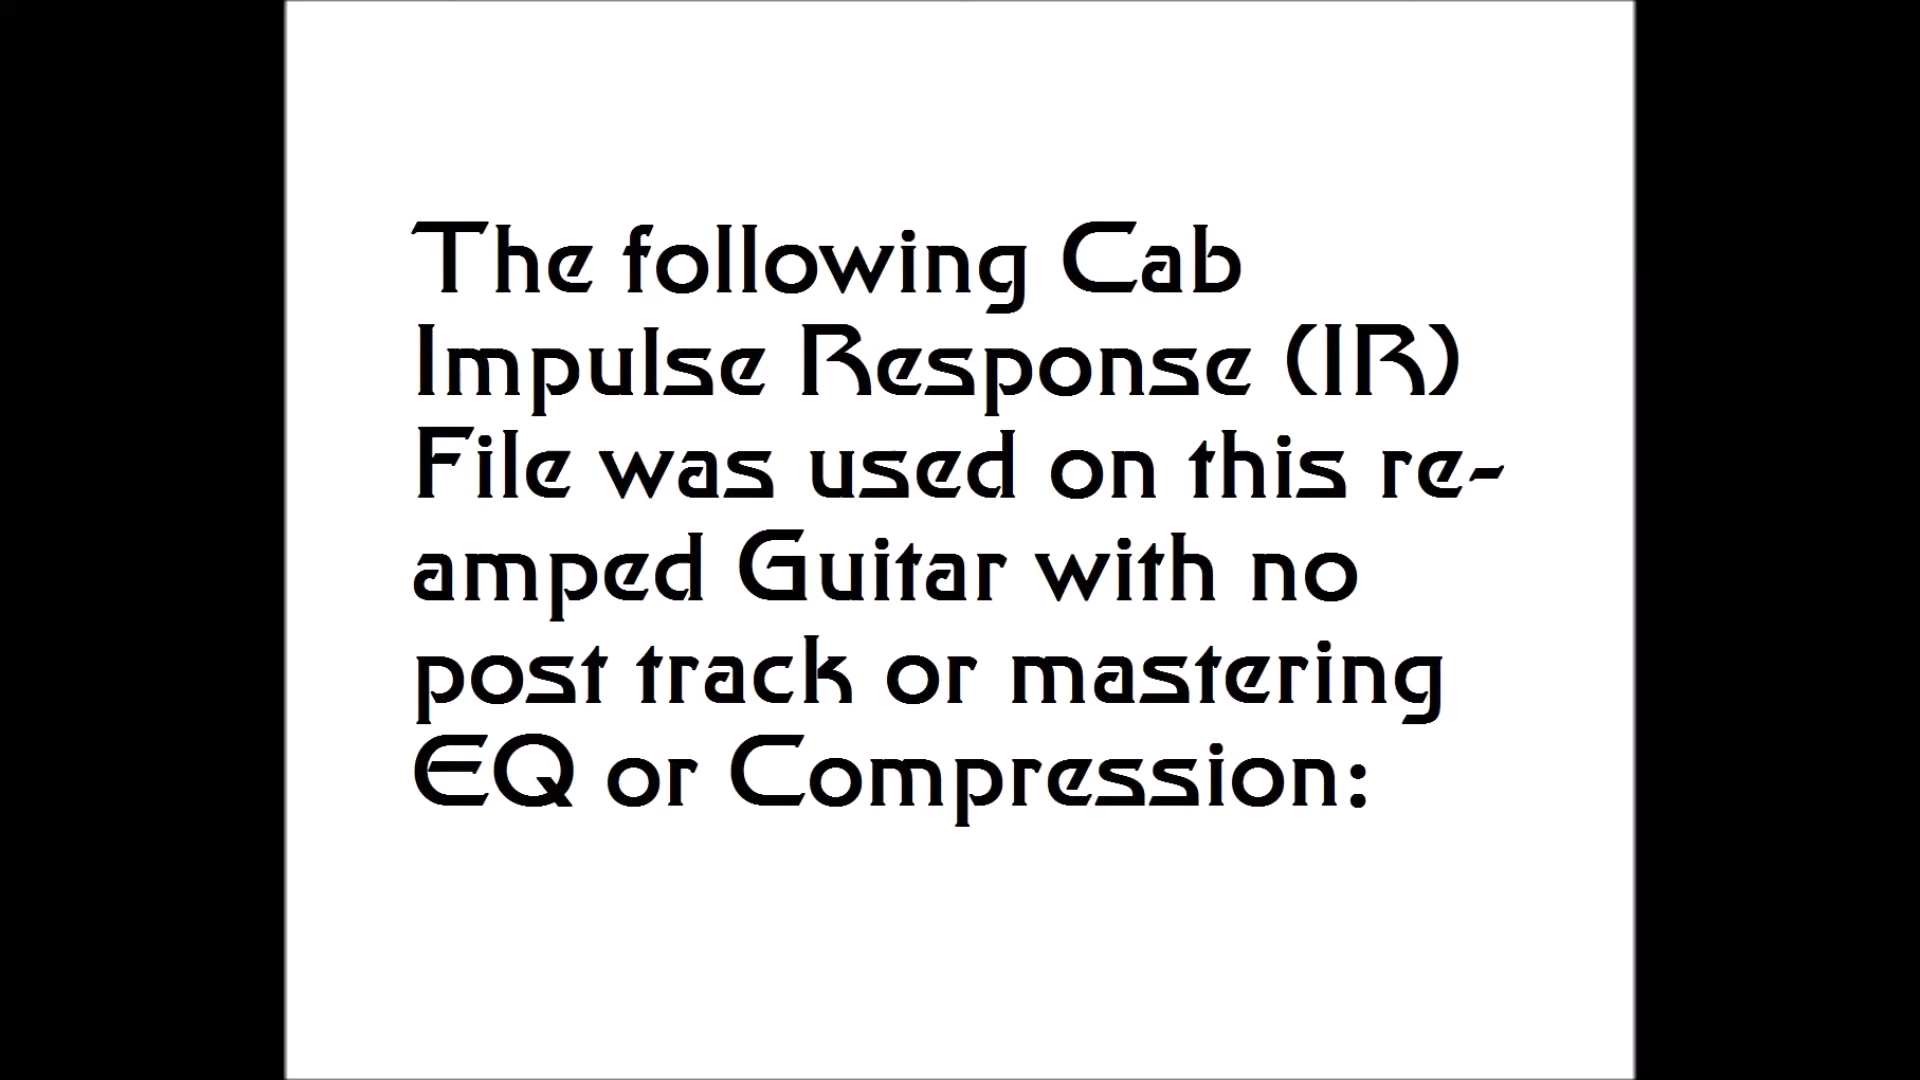 The following Cab
Impulse Response (IR)
File was used on this re-
amped Guitar with no
post track or mastering
EQ or Compression: